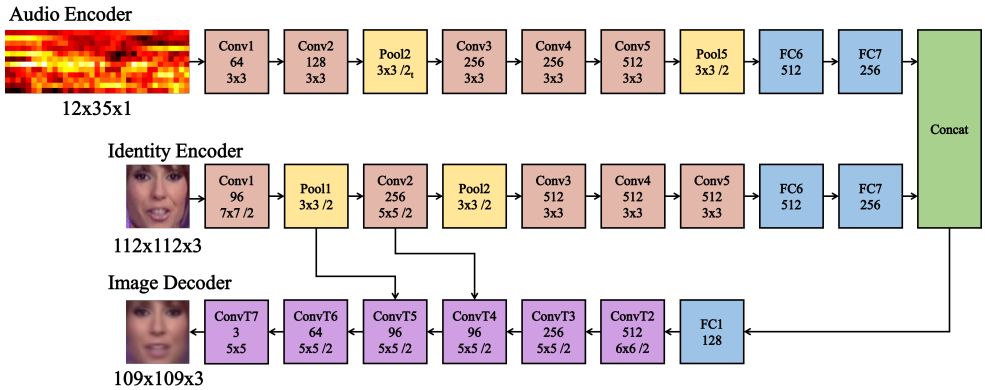 Audio Encoder
12x35x1
Conv1
64
3x3
Conv2
128
3x3
Pool2
3x3 /2t
Conv3
256
3x3
Conv4
256
3x3
Conv5
512
3x3
Pool5
3x3 /2
FC6
512
FC7
256
Concat
Identity Encoder
112x112x3
Conv1
96
7x7 /2
Pool1
3x3 /2
Conv2
256
5x5 /2
Pool2
3x3 /2
Conv3
512
3x3
Conv4
512
3x3
Conv5
512
3x3
FC6
512
FC7
256
Image Decoder
109x109x3
ConvT7
3
5x5
ConvT6
64
5x5 /2
ConvT5
96
5x5 /2
ConvT4
96
5x5 /2
ConvT3
256
5x5 /2
ConvT2
512
6x6 /2
FC1
128